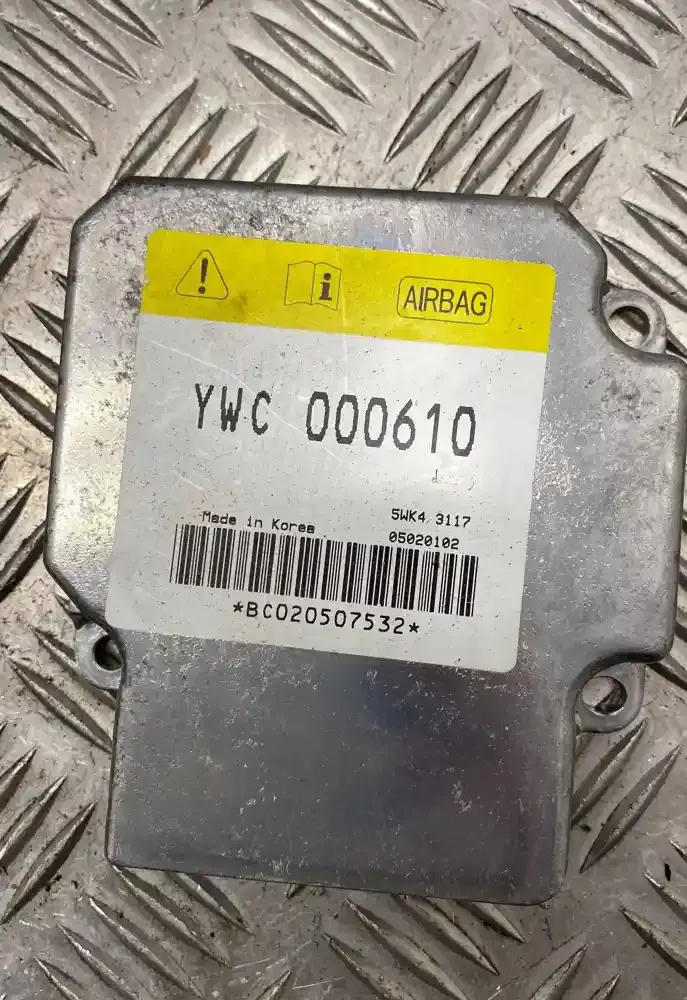 AIRBAG
YWC 000610
Made in Korea
5WK4 3117
05020102
*BC020507532*